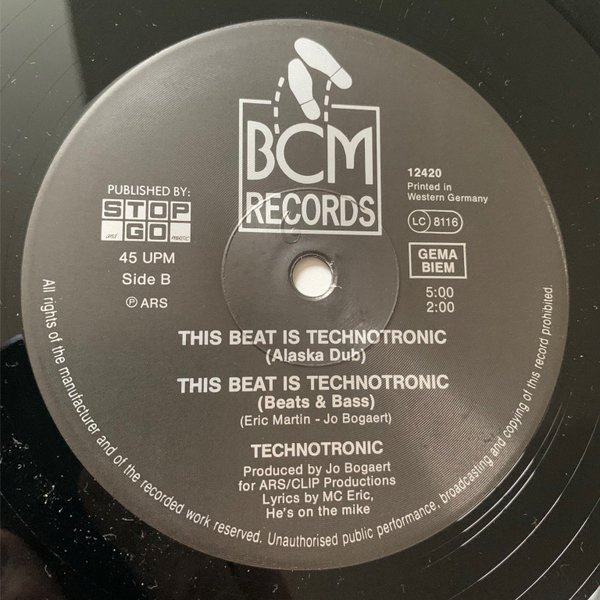 BCM
RECORDS
PUBLISHED BY:
STOP
and music
GO
45 UPM
Side B
Ⓟ ARS
12420
Printed in
Western Germany
LC 8116
GEMA
BIEM
5:00
2:00
THIS BEAT IS TECHNOTRONIC
(Alaska Dub)
THIS BEAT IS TECHNOTRONIC
(Beats & Bass)
(Eric Martin - Jo Bogaert)
TECHNOTRONIC
Produced by Jo Bogaert
for ARS/CLIP Productions
Lyrics by MC Eric,
He's on the mike
All rights of the manufacturer and of the recorded work reserved. Unauthorised public performance, broadcasting and copying of this record prohibited.